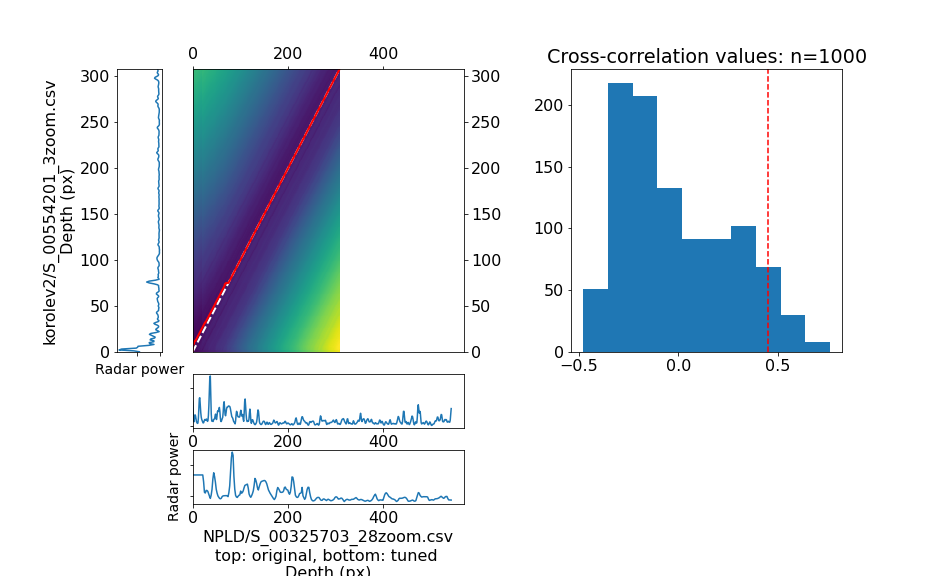 0 200 400
Cross-correlation values: n=1000
korolev2/S_00554201_3zoom.csv
Depth (px)
300
250
200
150
100
50
0
Radar power
300
250
200
150
100
50
0
200
150
100
50
0
−0.5 0.0 0.5
0 200 400
Radar power
0 200 400
NPLD/S_00325703_28zoom.csv
top: original, bottom: tuned
Depth (px)